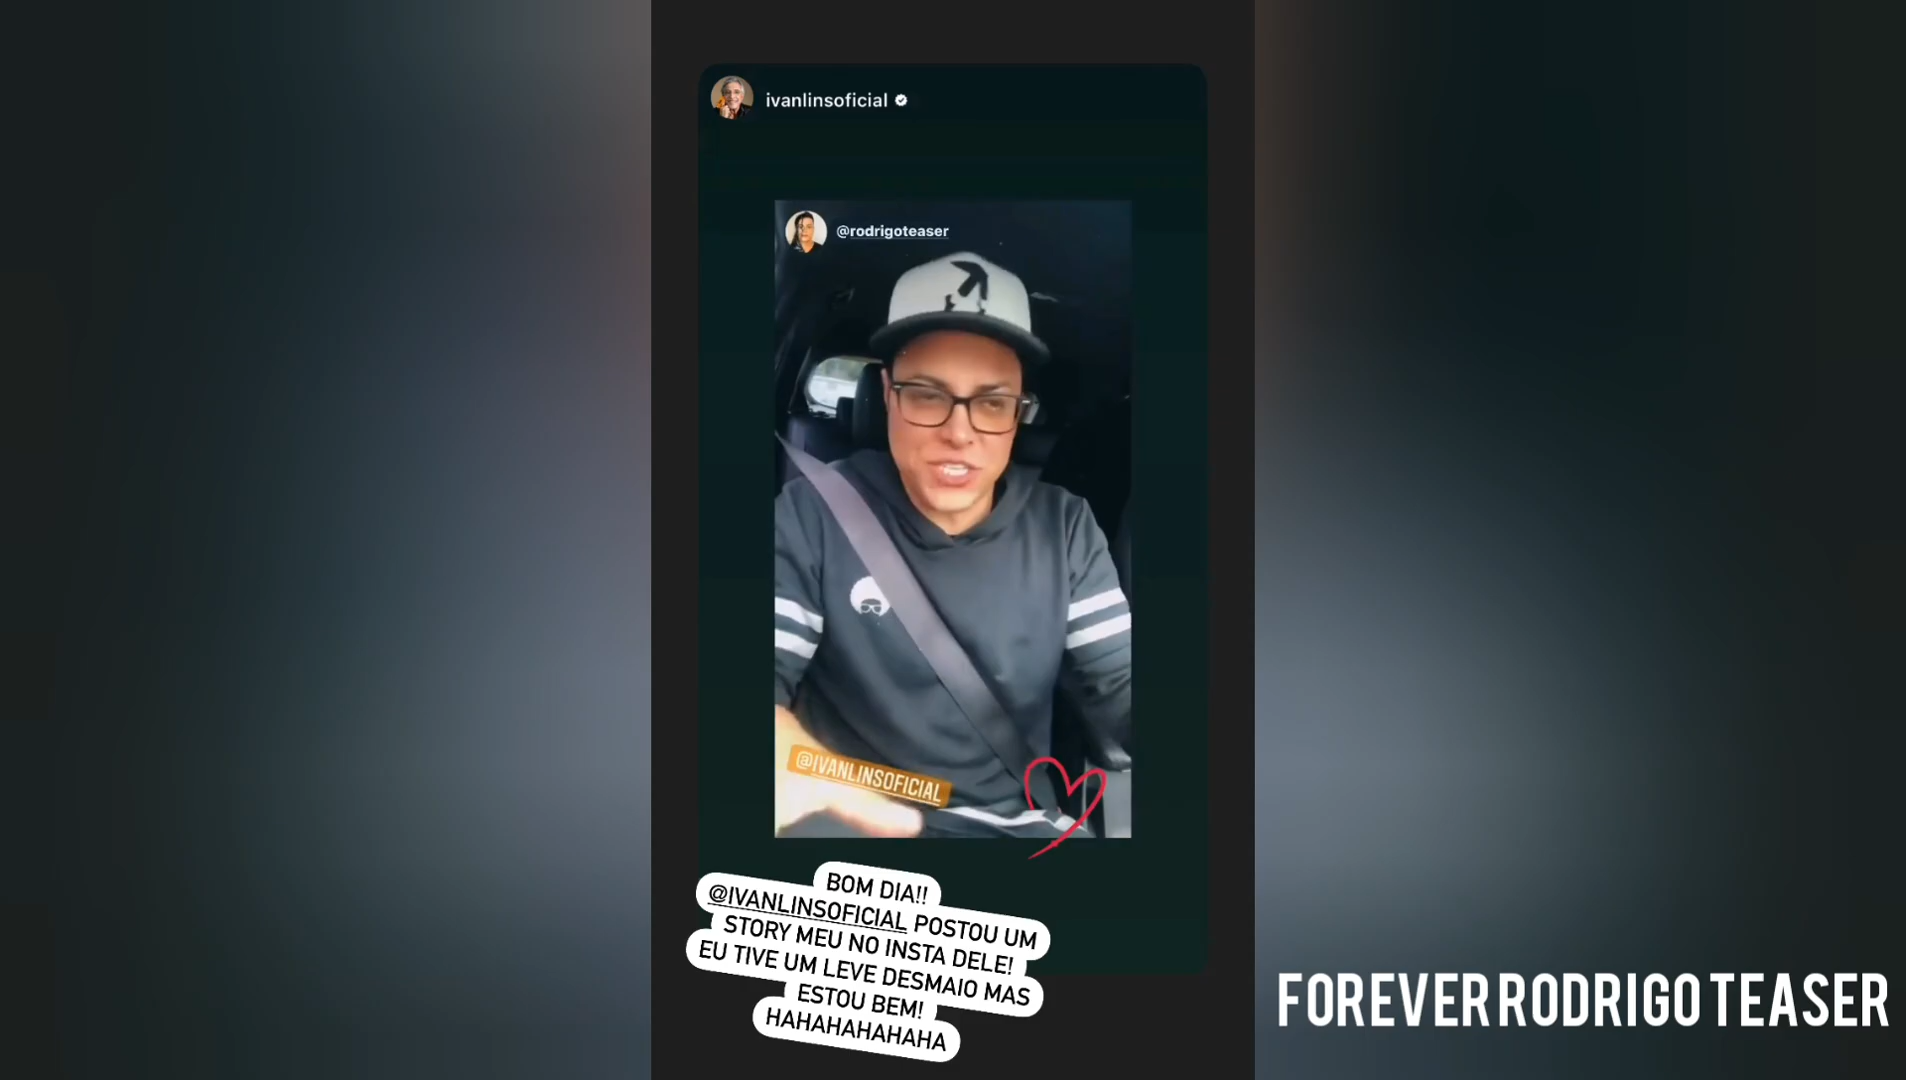 ivanlinsoficial
@rodrigoteaser
@IVANLINSOFICIAL
BOM DIA!!
@IVANLINSOFICIAL POSTOU UM
STORY MEU NO INSTA DELE!
EU TIVE UM LEVE DESMAIO MAS
ESTOU BEM!
HAHAHAHAHAHA
FOREVER RODRIGO TEASER